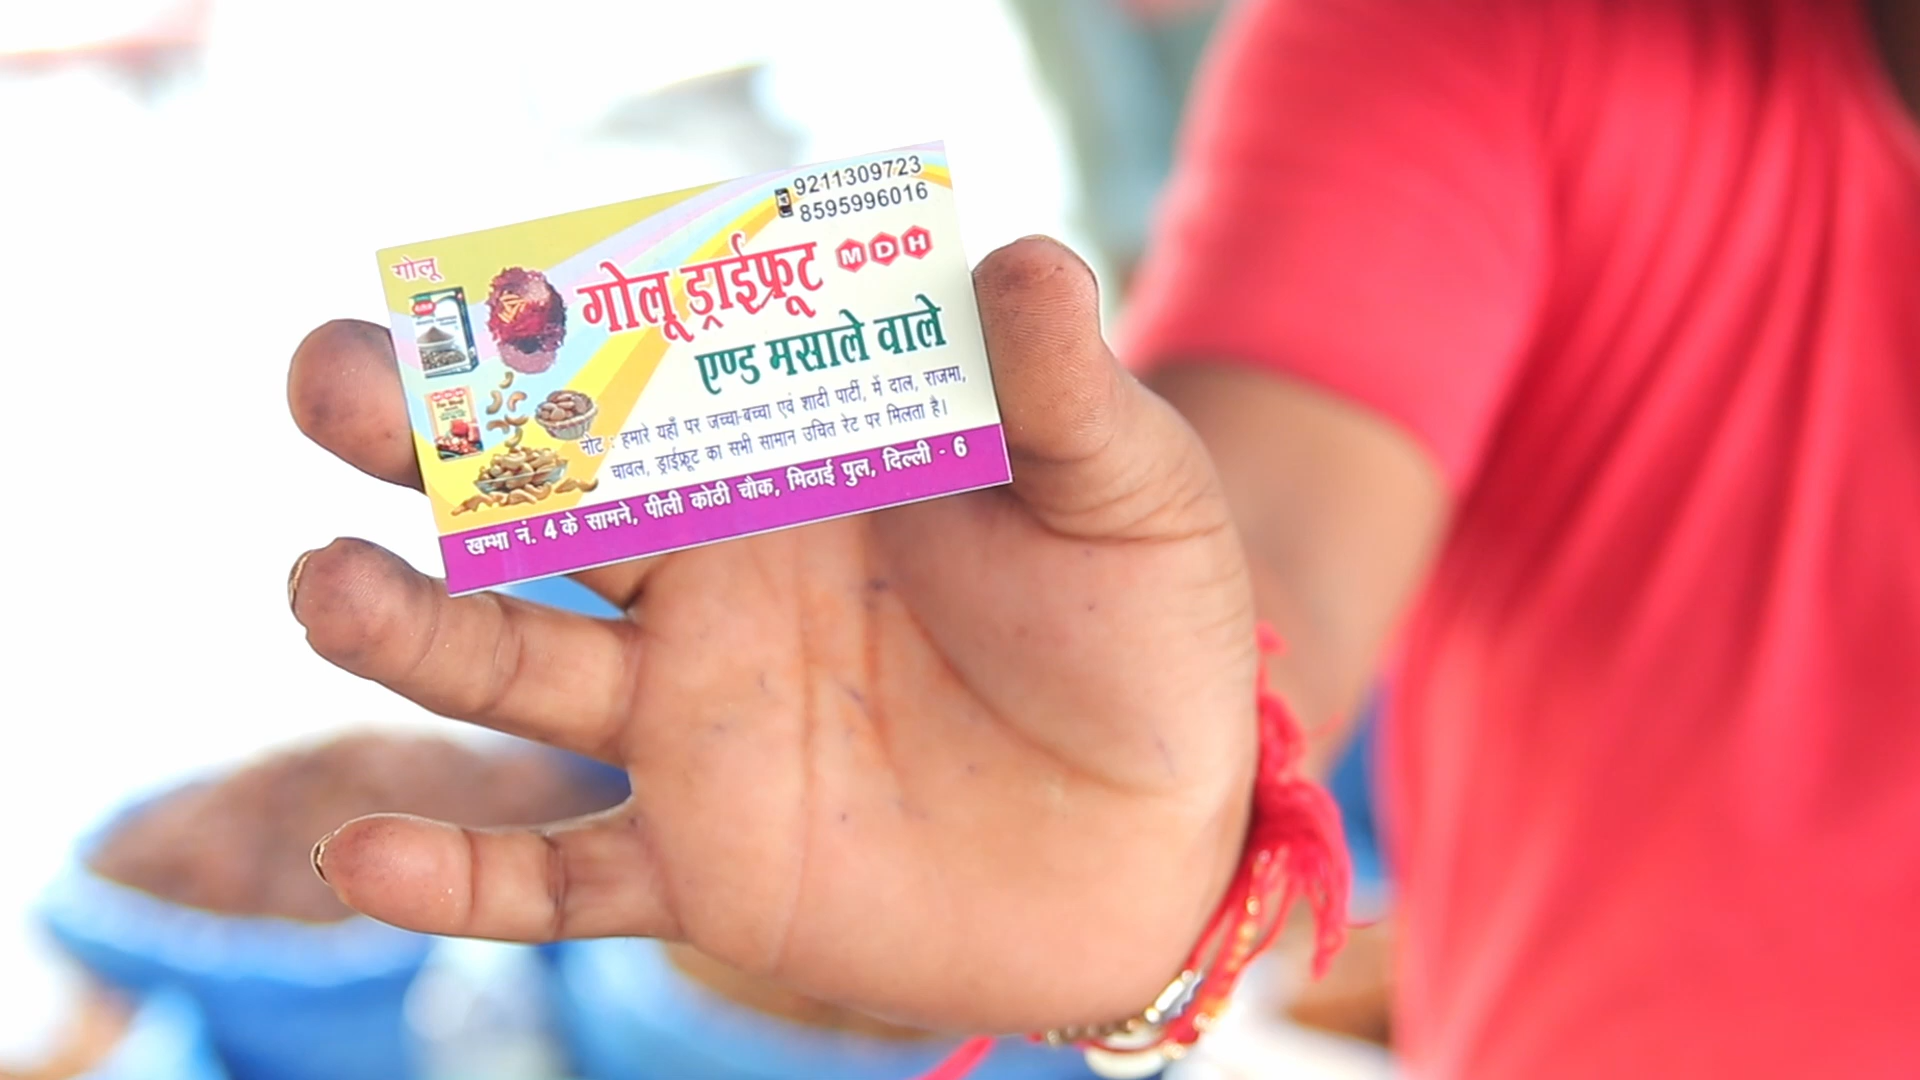 9211309723
8595996016
गोलू
गोलू ड्राईफ्रूट MDH
एण्ड मसाले वाले
नोट : हमारे यहाँ पर जच्चा-बच्चा एवं शादी पार्टी, में दाल, राजमा,
चावल, ड्राईफ्रूट का सभी सामान उचित रेट पर मिलता है।
खम्भा नं. 4 के सामने, पीली कोठी चौक, मिठाई पुल, दिल्ली - 6